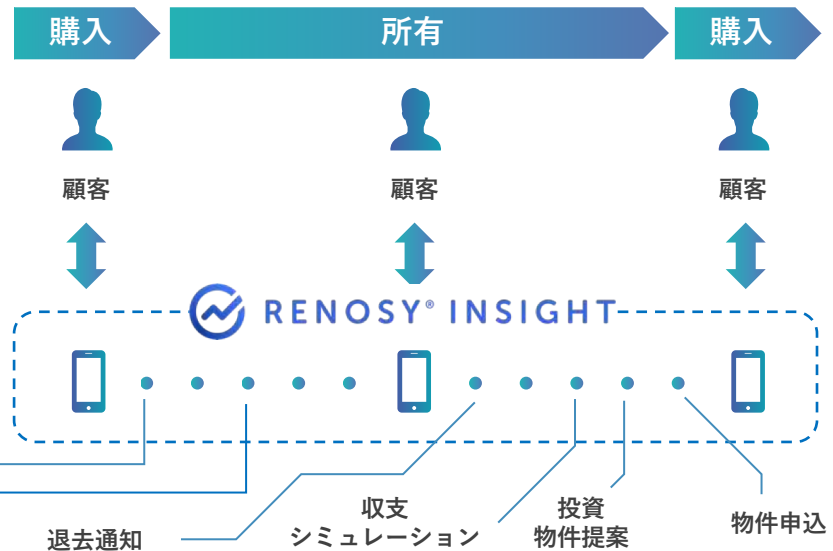 購入
所有
購入
顧客
顧客
顧客
RENOSY® INSIGHT
退去通知
収支
シミュレーション
投資
物件提案
物件申込